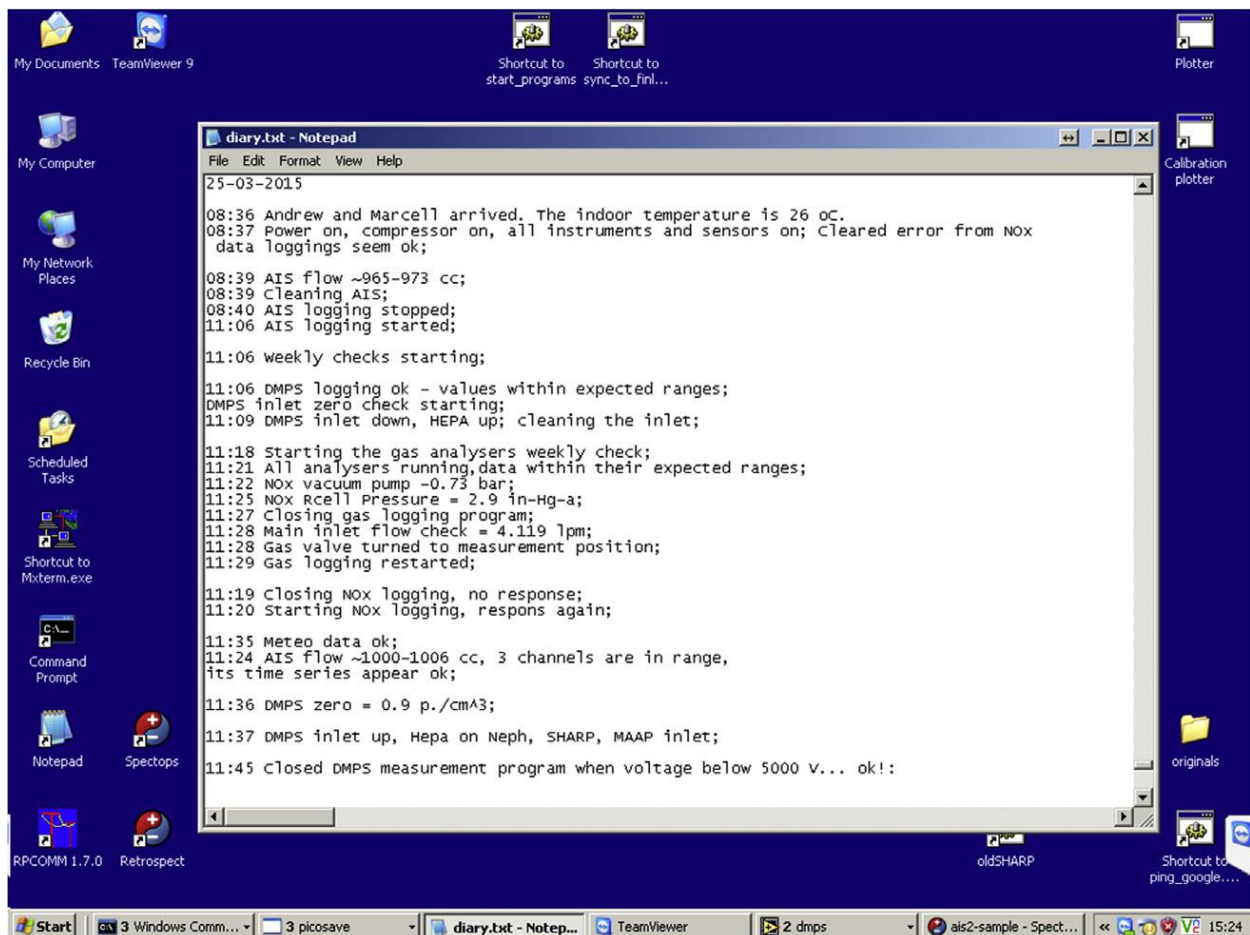 My Documents
TeamViewer 9
Shortcut to
start_programs
Shortcut to
sync_to_finl...
Plotter
My Computer
Calibration
plotter
My Network
Places
Recycle Bin
Scheduled
Tasks
Shortcut to
Mxterm.exe
C:\_
Command
Prompt
Notepad
Spectops
originals
RPCOMM 1.7.0
Retrospect
oldSHARP
Shortcut to
ping_google....
diary.txt - Notepad
File Edit Format View Help
25-03-2015
08:36 Andrew and Marcell arrived. The indoor temperature is 26 oC.
08:37 Power on, compressor on, all instruments and sensors on; Cleared error from NOx
data loggings seem ok;
08:39 AIS flow ~965-973 cc;
08:39 Cleaning AIS;
08:40 AIS logging stopped;
11:06 AIS logging started;
11:06 Weekly checks starting;
11:06 DMPS logging ok - values within expected ranges;
DMPS inlet zero check starting;
11:09 DMPS inlet down, HEPA up; cleaning the inlet;
11:18 Starting the gas analysers weekly check;
11:21 All analysers running,data within their expected ranges;
11:22 NOx vacuum pump -0.73 bar;
11:25 NOx Rcell Pressure = 2.9 in-Hg-a;
11:27 Closing gas logging program;
11:28 Main inlet flow check = 4.119 lpm;
11:28 Gas valve turned to measurement position;
11:29 Gas logging restarted;
11:19 Closing NOx logging, no response;
11:20 Starting NOx logging, respons again;
11:35 Meteo data ok;
11:24 AIS flow ~1000-1006 cc, 3 channels are in range,
its time series appear ok;
11:36 DMPS zero = 0.9 p./cm^3;
11:37 DMPS inlet up, Hepa on Neph, SHARP, MAAP inlet;
11:45 Closed DMPS measurement program when voltage below 5000 V... ok!:
Start
3 Windows Comm...
3 picosave
diary.txt - Notep...
TeamViewer
2 dmps
ais2-sample - Spect...
15:24